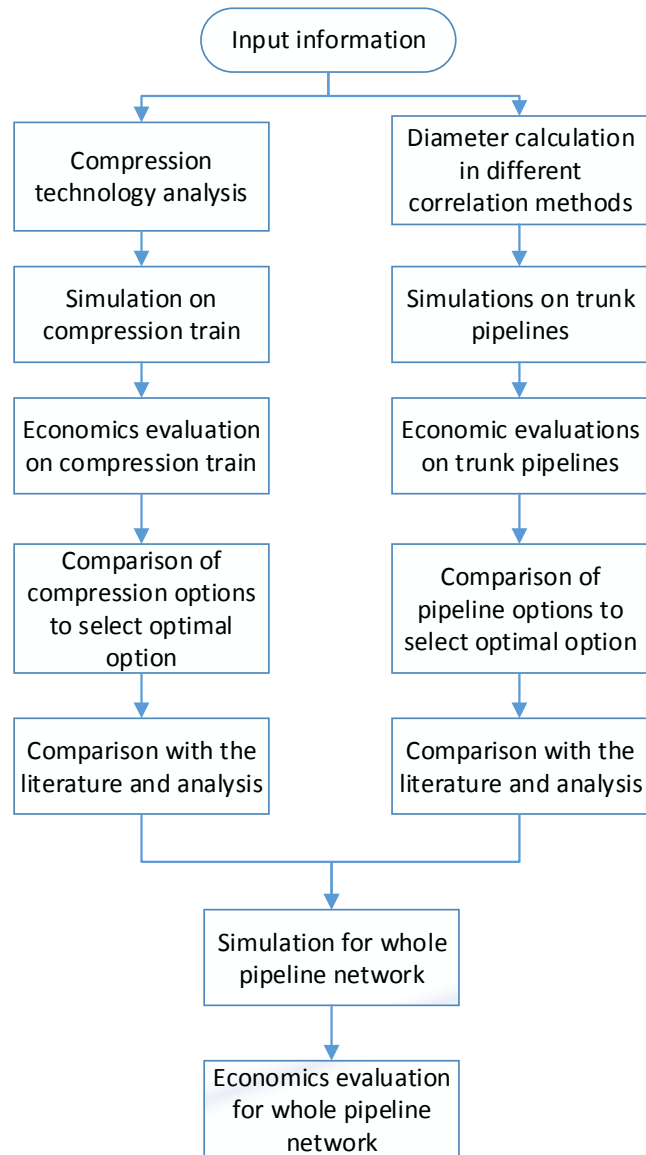 Input information
Compression
technology analysis
Diameter calculation
in different
correlation methods
Simulation on
compression train
Simulations on trunk
pipelines
Economics evaluation
on compression train
Economic evaluations
on trunk pipelines
Comparison of
compression options
to select optimal
option
Comparison of
pipeline options to
select optimal option
Comparison with the
literature and analysis
Comparison with the
literature and analysis
Simulation for whole
pipeline network
Economics evaluation
for whole pipeline
network